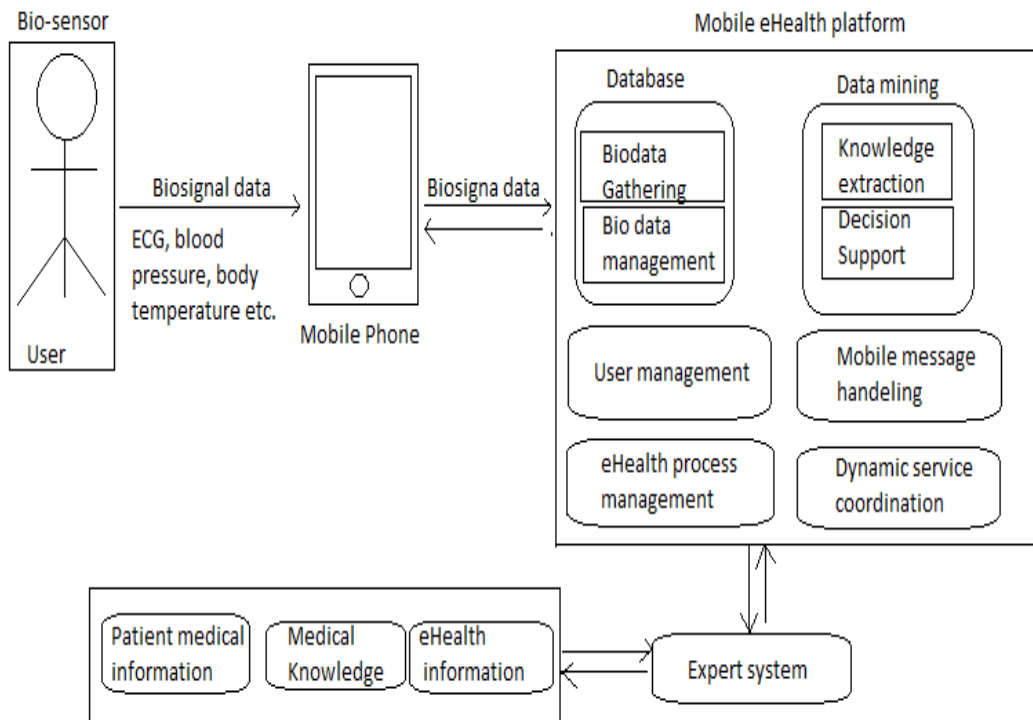 Bio-sensor
User
Biosignal data
ECG, blood
pressure, body
temperature etc.
Mobile Phone
Biosigna data
Mobile eHealth platform
Database
Biodata
Gathering
Bio data
management
Data mining
Knowledge
extraction
Decision
Support
User management
Mobile message
handeling
eHealth process
management
Dynamic service
coordination
Patient medical
information
Medical
Knowledge
eHealth
information
Expert system